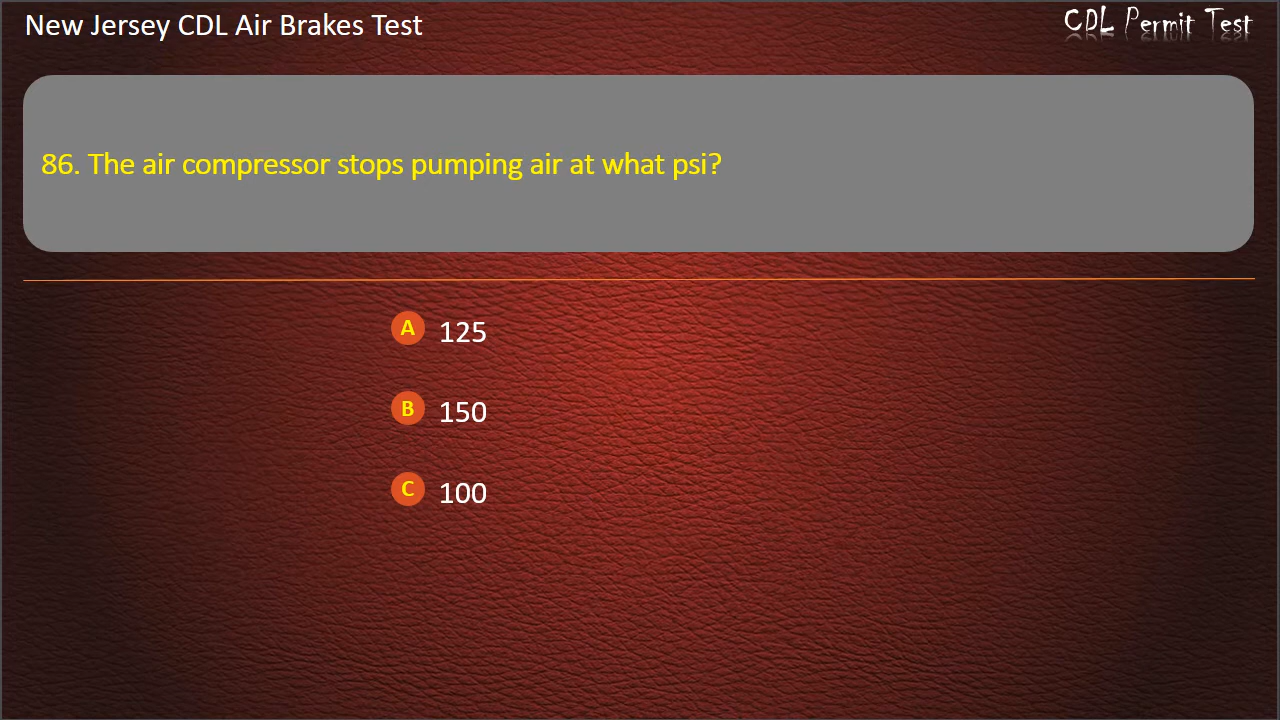 New Jersey CDL Air Brakes Test
CDL Permit Test
86. The air compressor stops pumping air at what psi?
A 125
B 150
C 100